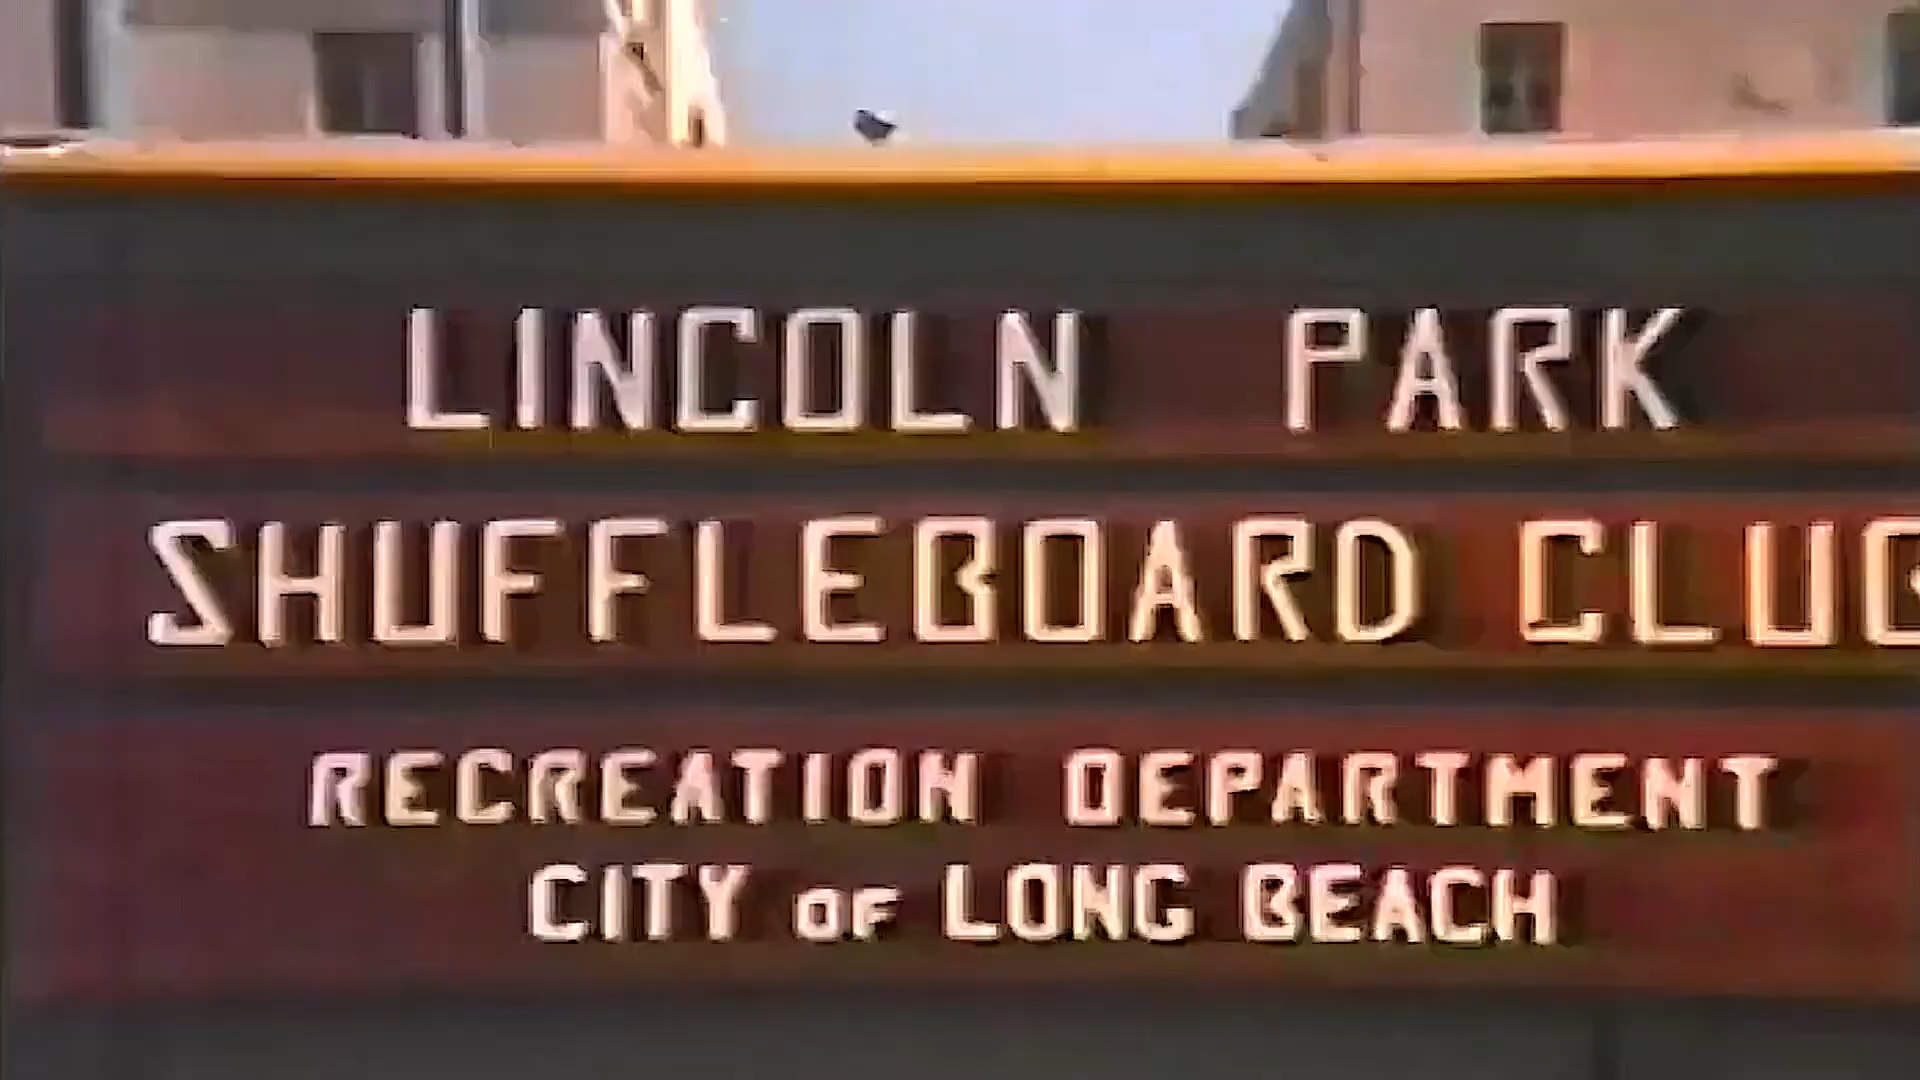 LINCOLN PARK
SHUFFLEBOARD CLUB
RECREATION DEPARTMENT
CITY OF LONG BEACH